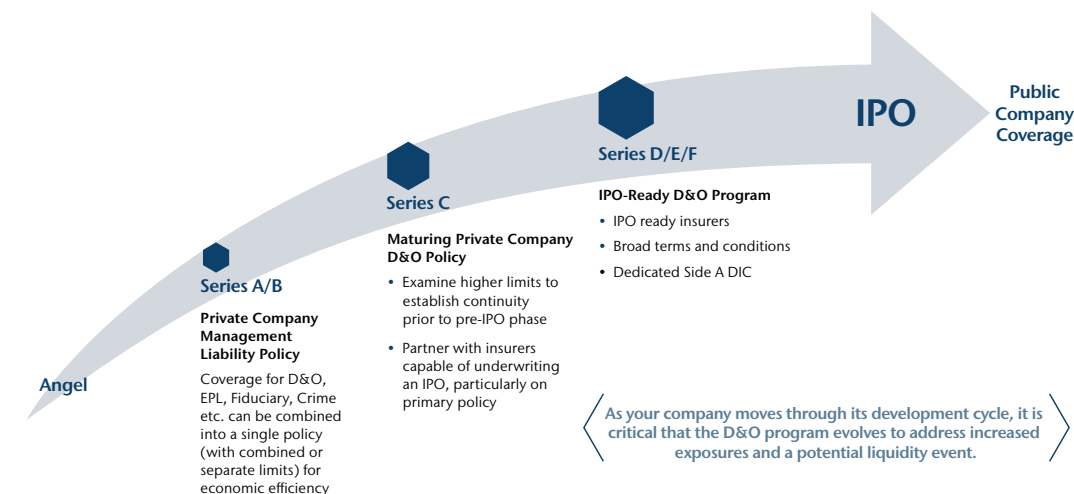 Angel
Series A/B
Private Company
Management
Liability Policy
Coverage for D&O,
EPL, Fiduciary, Crime
etc. can be combined
into a single policy
(with combined or
separate limits) for
economic efficiency
Series C
Maturing Private Company
D&O Policy
• Examine higher limits to
establish continuity
prior to pre-IPO phase
• Partner with insurers
capable of underwriting
an IPO, particularly on
primary policy
Series D/E/F
IPO-Ready D&O Program
• IPO ready insurers
• Broad terms and conditions
• Dedicated Side A DIC
IPO
Public
Company
Coverage
As your company moves through its development cycle, it is
critical that the D&O program evolves to address increased
exposures and a potential liquidity event.